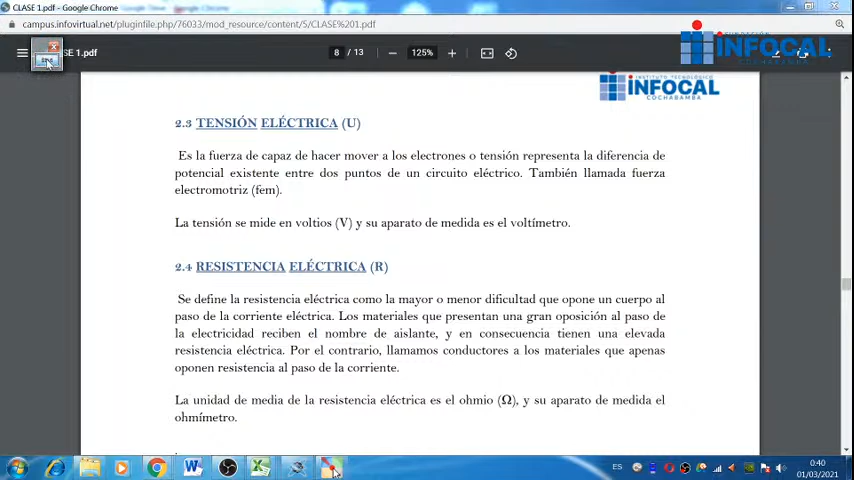 CLASE 1.pdf - Google Chrome
campus.infovirtual.net/pluginfile.php/76033/mod_resource/content/5/CLASE%201.pdf
SE 1.pdf
8 / 13
125%
INFOCAL
INSTITUTO TECNOLÓGICO
INFOCAL
COCHABAMBA
2.3 TENSIÓN ELÉCTRICA (U)
Es la fuerza de capaz de hacer mover a los electrones o tensión representa la diferencia de
potencial existente entre dos puntos de un circuito eléctrico. También llamada fuerza
electromotriz (fem).
La tensión se mide en voltios (V) y su aparato de medida es el voltímetro.
2.4 RESISTENCIA ELÉCTRICA (R)
Se define la resistencia eléctrica como la mayor o menor dificultad que opone un cuerpo al
paso de la corriente eléctrica. Los materiales que presentan una gran oposición al paso de
la electricidad reciben el nombre de aislante, y en consecuencia tienen una elevada
resistencia eléctrica. Por el contrario, llamamos conductores a los materiales que apenas
oponen resistencia al paso de la corriente.
La unidad de media de la resistencia eléctrica es el ohmio (Ω), y su aparato de medida el
ohmímetro.
ES
0:40
01/03/2021